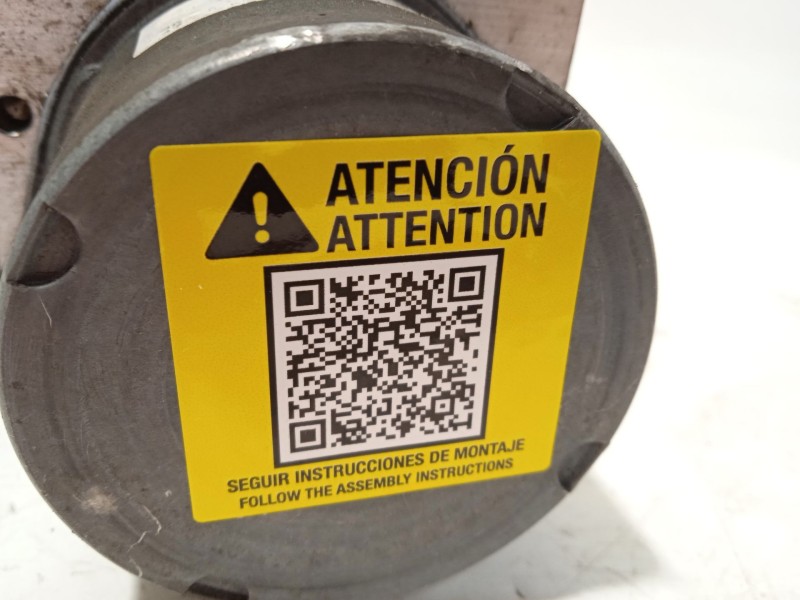 ATENCIÓN
ATTENTION
SEGUIR INSTRUCCIONES DE MONTAJE
FOLLOW THE ASSEMBLY INSTRUCTIONS